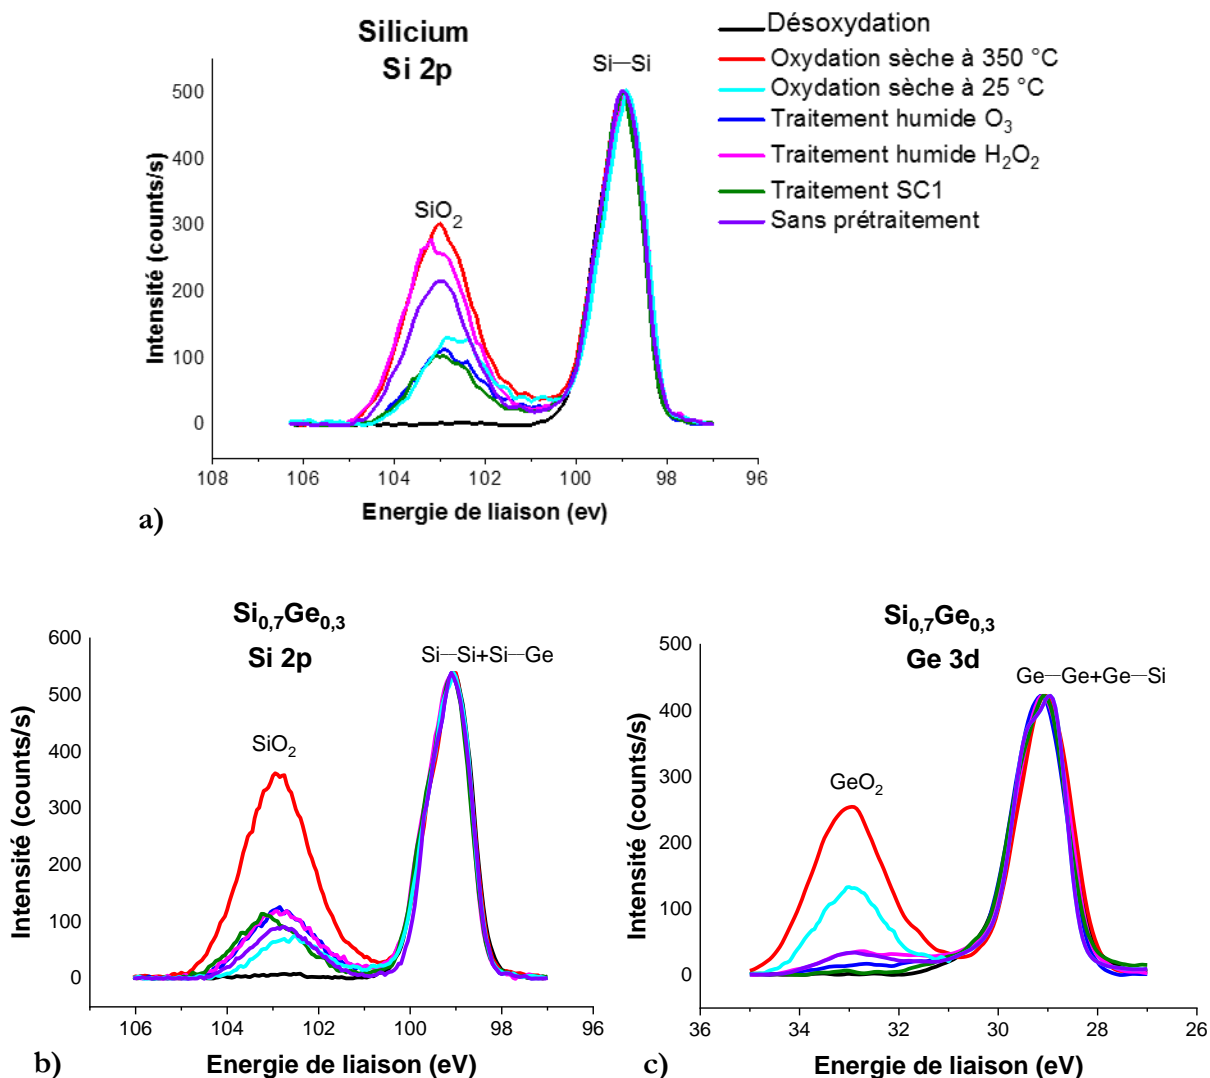 Silicium
Si 2p
Désoxydation
Oxydation sèche à 350 °C
Oxydation sèche à 25 °C
Traitement humide O3
Traitement humide H2O2
Traitement SC1
Sans prétraitement
Si—Si
SiO2
Intensité (counts/s)
500
400
300
200
100
0
108
106
104
102
100
98
96
Energie de liaison (ev)
a)
Si0,7Ge0,3
Si 2p
Si—Si+Si—Ge
SiO2
Intensité (counts/s)
600
500
400
300
200
100
0
106
104
102
100
98
96
Energie de liaison (eV)
b)
Si0,7Ge0,3
Ge 3d
Ge—Ge+Ge—Si
GeO2
Intensité (counts/s)
500
400
300
200
100
0
36
34
32
30
28
26
Energie de liaison (eV)
c)